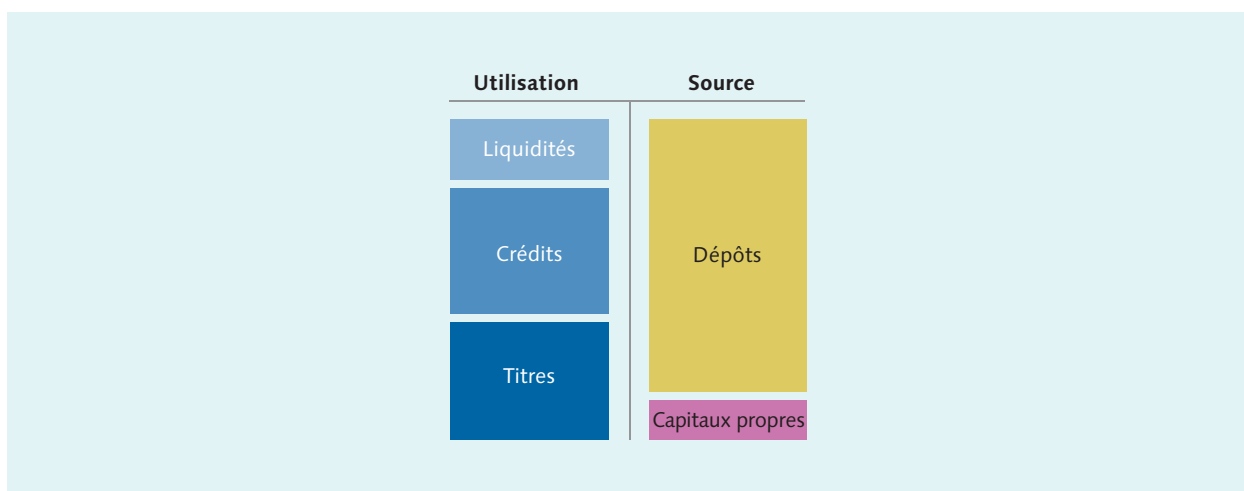 Utilisation
Source
Liquidités
Crédits
Dépôts
Titres
Capitaux propres